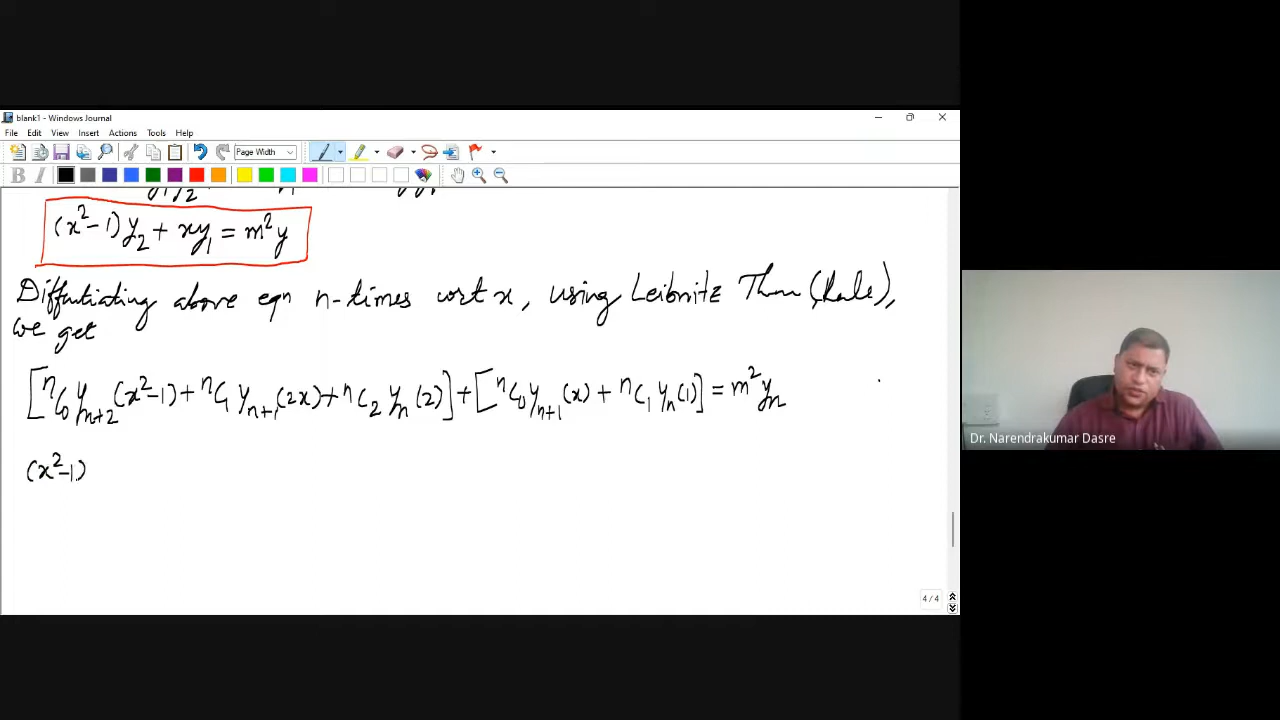 blank1 - Windows Journal
File Edit View Insert Actions Tools Help
Page Width
B I
y₁y₂
(x²-1)y₂ + xy₁ = m²y
Diffrntiating above eqn n-times wrt x, using Leibnitz Thm (Rule),
we get
[ⁿC₀ yₙ₊₂ (x²-1) + ⁿC₁ yₙ₊₁ (2x) + ⁿC₂ yₙ (2)] + [ⁿC₀ yₙ₊₁ (x) + ⁿC₁ yₙ (1)] = m² yₙ
(x²-1)
4 / 4
Dr. Narendrakumar Dasre